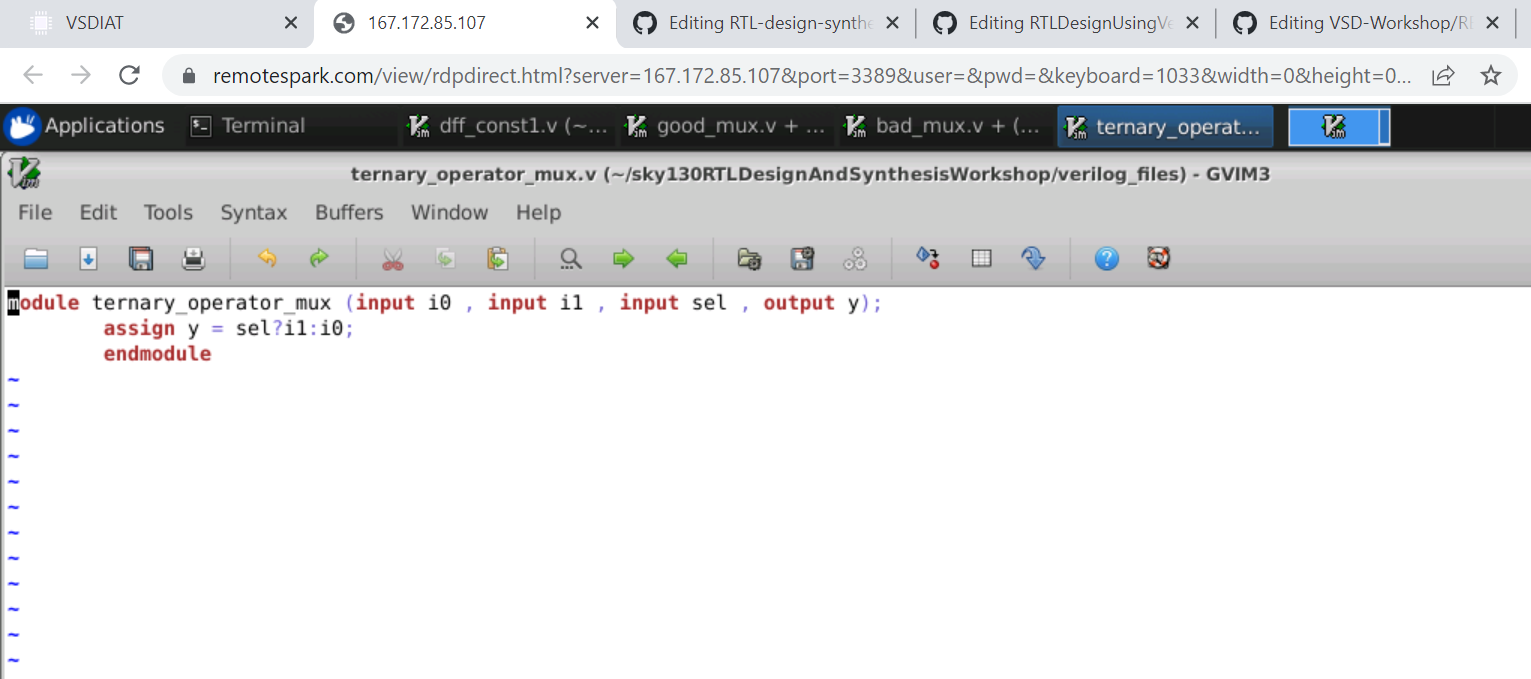 VSDIAT
167.172.85.107
Editing RTL-design-synthe
Editing RTLDesignUsingVe
Editing VSD-Workshop/RE
remotespark.com/view/rdpdirect.html?server=167.172.85.107&port=3389&user=&pwd=&keyboard=1033&width=0&height=0...
Applications
Terminal
dff_const1.v (~...
good_mux.v + ...
bad_mux.v + (...
ternary_operat...
ternary_operator_mux.v (~/sky130RTLDesignAndSynthesisWorkshop/verilog_files) - GVIM3
File Edit Tools Syntax Buffers Window Help
module ternary_operator_mux (input i0 , input i1 , input sel , output y);
assign y = sel?i1:i0;
endmodule
~
~
~
~
~
~
~
~
~
~
~
~